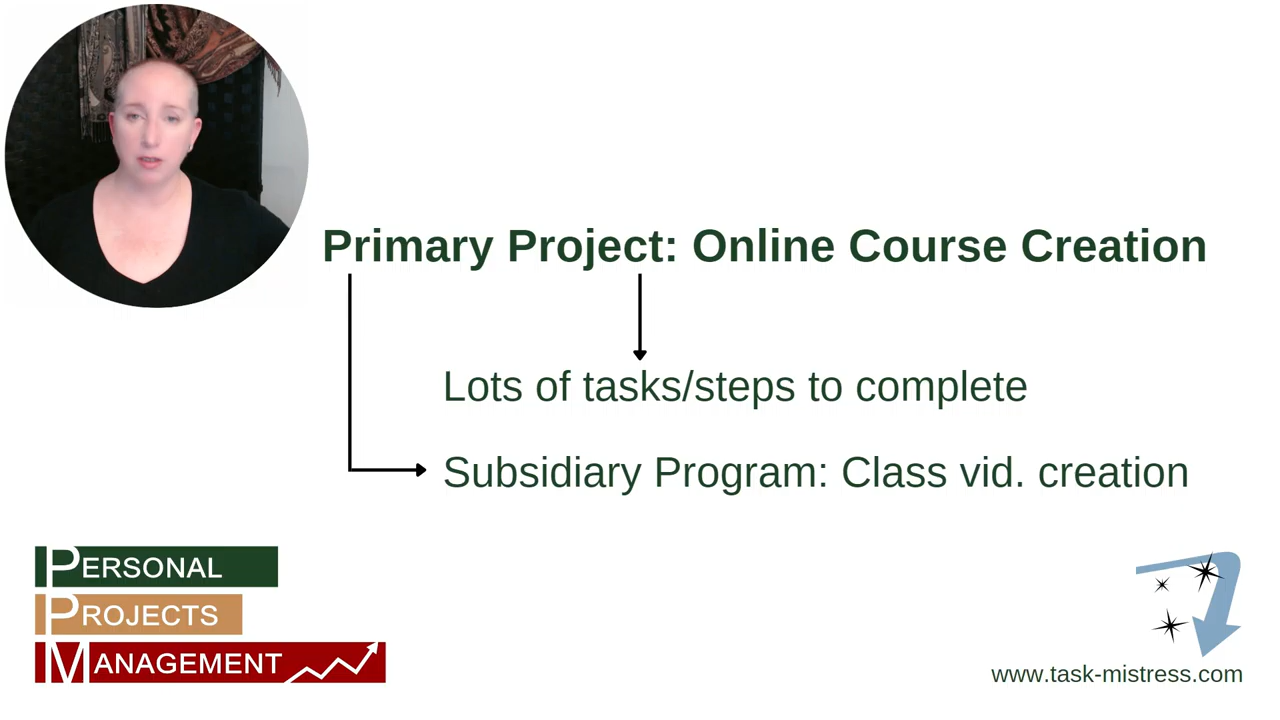 Primary Project: Online Course Creation
Lots of tasks/steps to complete
Subsidiary Program: Class vid. creation
PERSONAL
PROJECTS
MANAGEMENT
www.task-mistress.com